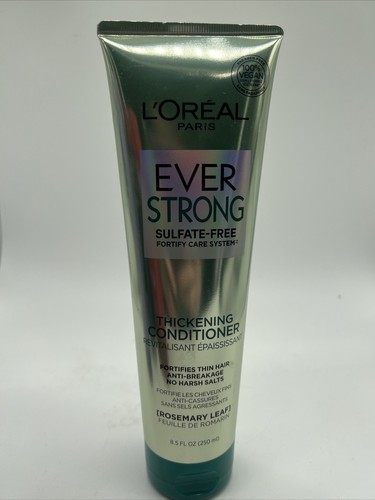 100%
VEGAN
L'ORÉAL
PARIS
EVER
STRONG
SULFATE-FREE
FORTIFY CARE SYSTEM
THICKENING
CONDITIONER
REVITALISANT ÉPAISSISSANT
FORTIFIES THIN HAIR
ANTI-BREAKAGE
NO HARSH SALTS
FORTIFIE LES CHEVEUX FINS
ANTI-CASSURES
SANS SELS AGRESSANTS
[ROSEMARY LEAF]
FEUILLE DE ROMARIN
8.5 FL OZ (250 ml)